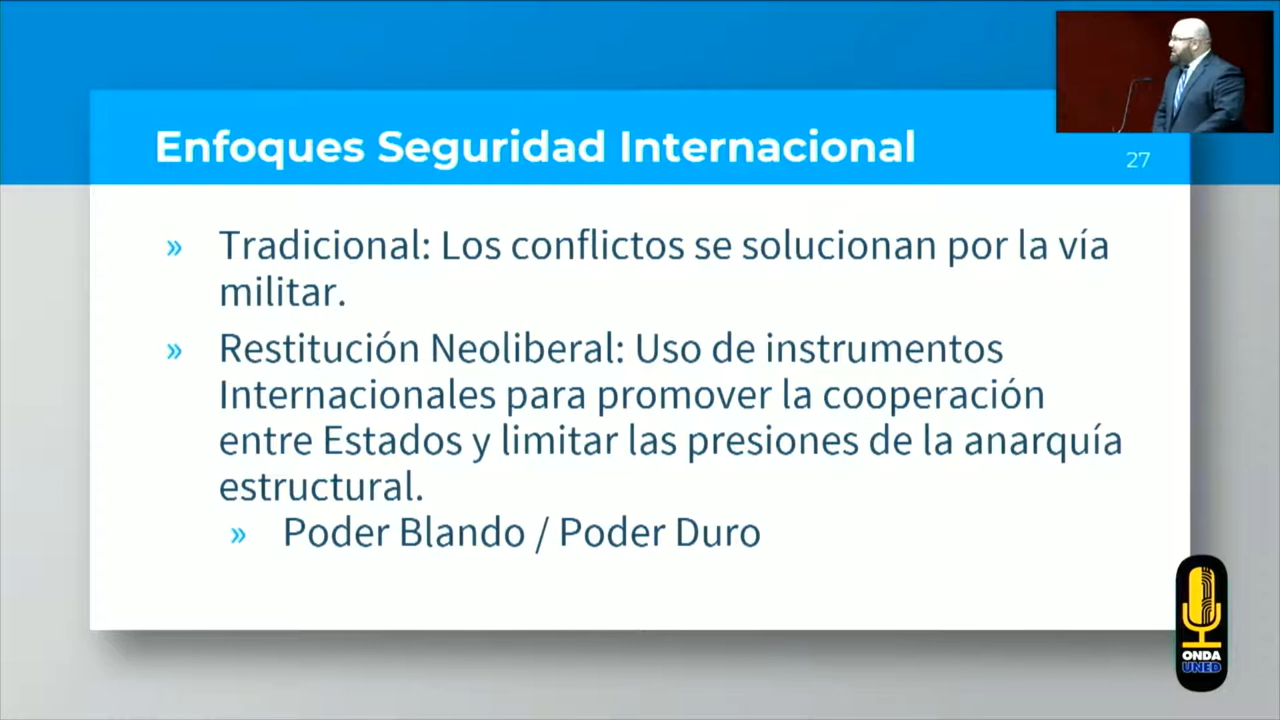 Enfoques Seguridad Internacional
27
» Tradicional: Los conflictos se solucionan por la vía
militar.
» Restitución Neoliberal: Uso de instrumentos
Internacionales para promover la cooperación
entre Estados y limitar las presiones de la anarquía
estructural.
» Poder Blando / Poder Duro
ONDA
UNED